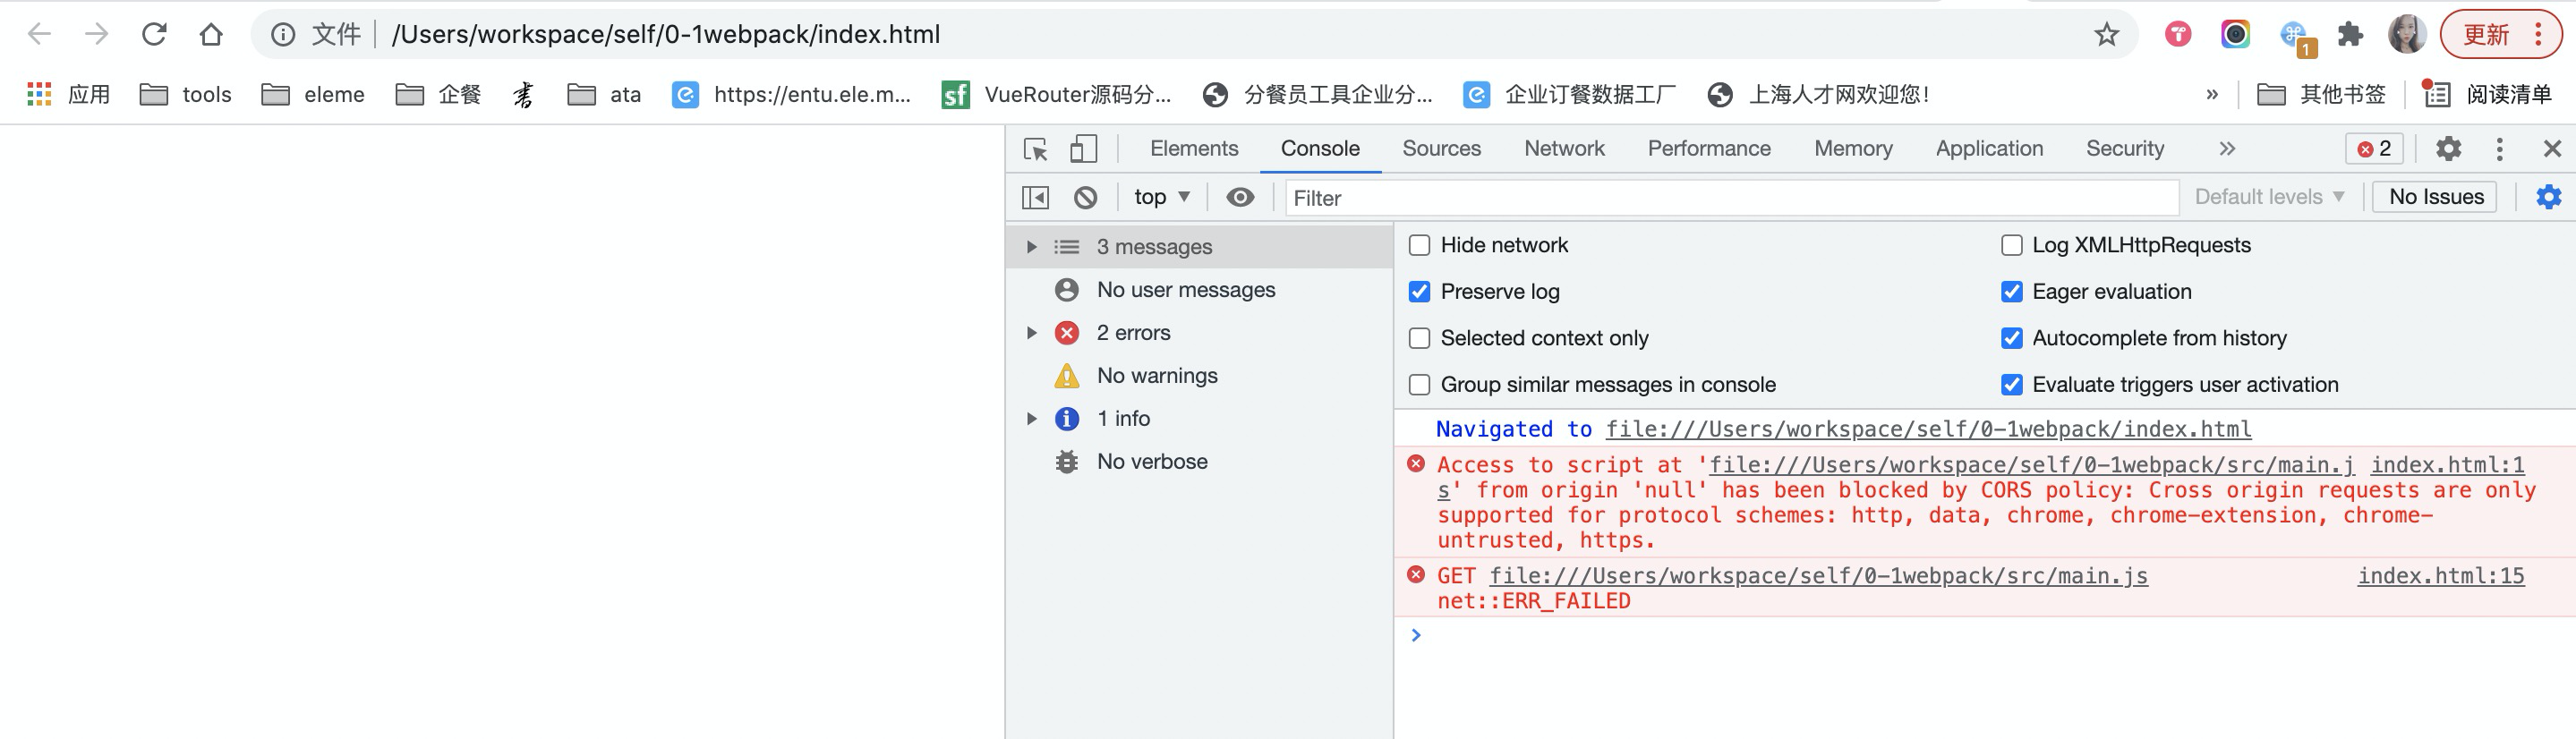 文件 /Users/workspace/self/0-1webpack/index.html
1
更新
应用 tools eleme 企餐 ata https://entu.ele.m... sf VueRouter源码分... 分餐员工具企业分... 企业订餐数据工厂 上海人才网欢迎您! » 其他书签 阅读清单
Elements Console Sources Network Performance Memory Application Security » 2
top Filter Default levels No Issues
3 messages
No user messages
2 errors
No warnings
1 info
No verbose
Hide network Log XMLHttpRequests
Preserve log Eager evaluation
Selected context only Autocomplete from history
Group similar messages in console Evaluate triggers user activation
Navigated to file:///Users/workspace/self/0-1webpack/index.html
Access to script at 'file:///Users/workspace/self/0-1webpack/src/main.j index.html:1
s' from origin 'null' has been blocked by CORS policy: Cross origin requests are only
supported for protocol schemes: http, data, chrome, chrome-extension, chrome-
untrusted, https.
GET file:///Users/workspace/self/0-1webpack/src/main.js index.html:15
net::ERR_FAILED